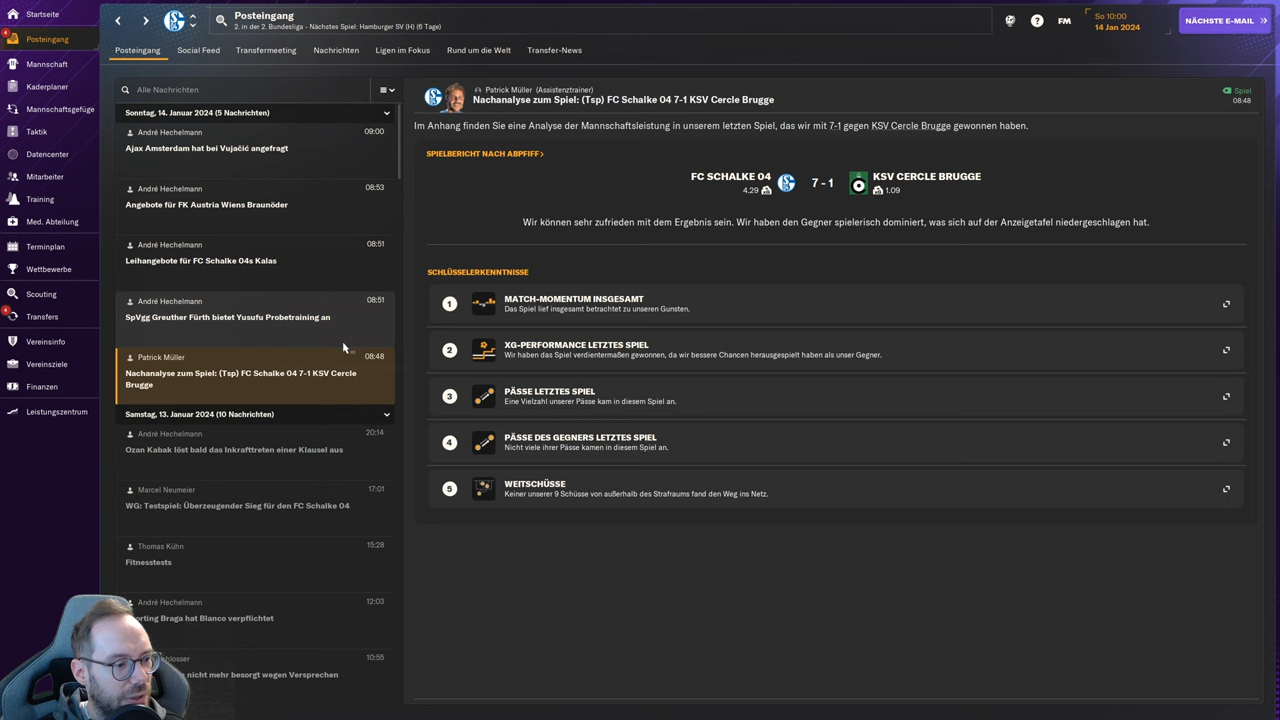 Startseite
4
Posteingang
Mannschaft
Kaderplaner
Mannschaftsgefüge
Taktik
Datencenter
Mitarbeiter
Training
Med. Abteilung
Terminplan
Wettbewerbe
Scouting
4
Transfers
Vereinsinfo
Vereinsziele
Finanzen
Leistungszentrum
Posteingang
2. in der 2. Bundesliga - Nächstes Spiel: Hamburger SV (H) (6 Tage)
FM
So 10:00
14 Jan 2024
NÄCHSTE E-MAIL
Posteingang
Social Feed
Transfermeeting
Nachrichten
Ligen im Fokus
Rund um die Welt
Transfer-News
Alle Nachrichten
Sonntag, 14. Januar 2024 (5 Nachrichten)
André Hechelmann 09:00
Ajax Amsterdam hat bei Vujačić angefragt
André Hechelmann 08:53
Angebote für FK Austria Wiens Braunöder
André Hechelmann 08:51
Leihangebote für FC Schalke 04s Kalas
André Hechelmann 08:51
SpVgg Greuther Fürth bietet Yusufu Probetraining an
Patrick Müller 08:48
Nachanalyse zum Spiel: (Tsp) FC Schalke 04 7-1 KSV Cercle
Brugge
Samstag, 13. Januar 2024 (10 Nachrichten)
André Hechelmann 20:14
Ozan Kabak löst bald das Inkrafttreten einer Klausel aus
Marcel Neumeier 17:01
WG: Testspiel: Überzeugender Sieg für den FC Schalke 04
Thomas Kühn 15:28
Fitnesstests
André Hechelmann 12:03
orting Braga hat Blanco verpflichtet
hlosser 10:55
nicht mehr besorgt wegen Versprechen
Patrick Müller (Assistenztrainer)
Nachanalyse zum Spiel: (Tsp) FC Schalke 04 7-1 KSV Cercle Brugge
Spiel
08:48
Im Anhang finden Sie eine Analyse der Mannschaftsleistung in unserem letzten Spiel, das wir mit 7-1 gegen KSV Cercle Brugge gewonnen haben.
SPIELBERICHT NACH ABPFIFF >
FC SCHALKE 04 7 - 1 KSV CERCLE BRUGGE
4.29 1.09
Wir können sehr zufrieden mit dem Ergebnis sein. Wir haben den Gegner spielerisch dominiert, was sich auf der Anzeigetafel niedergeschlagen hat.
SCHLÜSSELERKENNTNISSE
1 MATCH-MOMENTUM INSGESAMT
Das Spiel lief insgesamt betrachtet zu unseren Gunsten.
2 XG-PERFORMANCE LETZTES SPIEL
Wir haben das Spiel verdientermaßen gewonnen, da wir bessere Chancen herausgespielt haben als unser Gegner.
3 PÄSSE LETZTES SPIEL
Eine Vielzahl unserer Pässe kam in diesem Spiel an.
4 PÄSSE DES GEGNERS LETZTES SPIEL
Nicht viele ihrer Pässe kamen in diesem Spiel an.
5 WEITSCHÜSSE
Keiner unserer 9 Schüsse von außerhalb des Strafraums fand den Weg ins Netz.